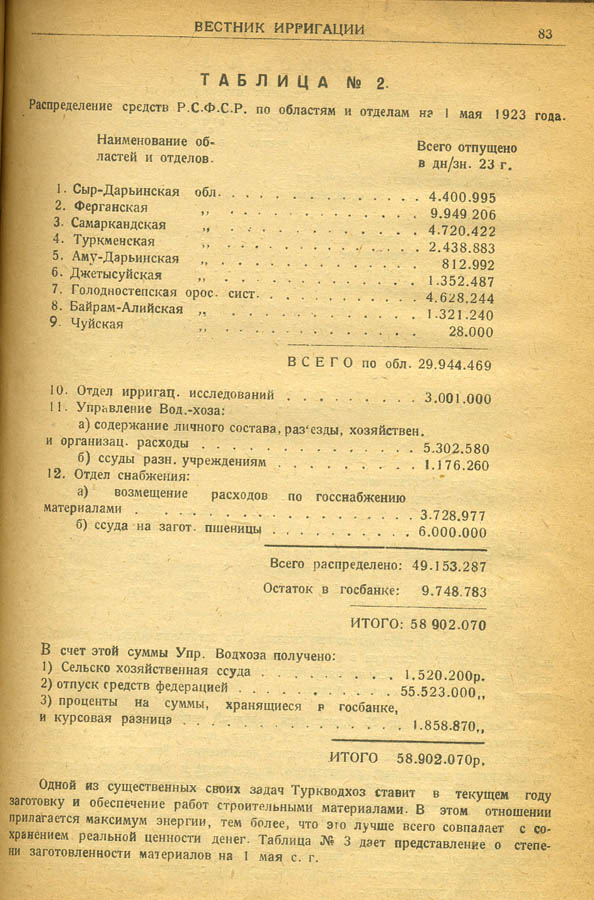 ВЕСТНИК ИРРИГАЦИИ 83
ТАБЛИЦА № 2.
Распределение средств Р.С.Ф.С.Р. по областям и отделам на 1 мая 1923 года.
Наименование об-
ластей и отделов.
Всего отпущено
в дн/зн. 23 г.
1. Сыр-Дарьинская обл. . . . . . . . . . . . . 4.400.995
2. Ферганская „ . . . . . . . . . . . . 9.949 206
3. Самаркандская „ . . . . . . . . . . . . 4.720.422
4. Туркменская „ . . . . . . . . . . . . 2.438.883
5. Аму-Дарьинская „ . . . . . . . . . . . . 812.992
6. Джетысуйская „ . . . . . . . . . . . . 1.352.487
7. Голодностепская орос. сист. . . . . . . . . . . 4.628.244
8. Байрам-Алийская „ . . . . . . . . . . . . 1.321.240
9. Чуйская „ . . . . . . . . . . . . 28.000
ВСЕГО по обл. 29.944.469
10. Отдел ирригац. исследований . . . . . . . . . 3.001.000
11. Управление Вод.-хоза:
а) содержание личного состава, раз'езды, хозяйствен.
и организац. расходы . . . . . . . . . . . . . 5.302.580
б) ссуды разн. учреждениям . . . . . . . . . . 1.176.260
12. Отдел снабжения:
а) возмещение расходов по госснабжению
материалами . . . . . . . . . . . . . . . . . 3.728.977
б) ссуда на загот. пшеницы . . . . . . . . . . 6.000.000
Всего распределено: 49.153.287
Остаток в госбанке: 9.748.783
ИТОГО: 58 902.070
В счет этой суммы Упр. Водхоза получено:
1) Сельско хозяйственная ссуда . . . . . . . . . 1.520.200р.
2) отпуск средств федерацией . . . . . . . . . . 55.523.000„
3) проценты на суммы, хранящиеся в госбанке,
и курсовая разница . . . . . . . . . . . . . . 1.858.870„
ИТОГО 58.902.070р.
Одной из существенных своих задач Туркводхоз ставит в текущем году
заготовку и обеспечение работ строительными материалами. В этом отношении
прилагается максимум энергии, тем более, что это лучше всего совпадает с со-
хранением реальной ценности денег. Таблица № 3 дает представление о степе-
ни заготовленности материалов на 1 мая с. г.